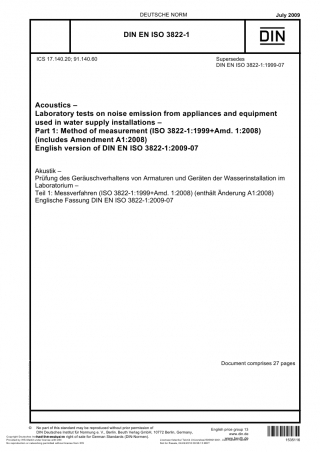 DEUTSCHE NORM
July 2009
DIN EN ISO 3822-1
DIN
ICS 17.140.20; 91.140.60
Supersedes
DIN EN ISO 3822-1:1999-07
Acoustics –
Laboratory tests on noise emission from appliances and equipment
used in water supply installations –
Part 1: Method of measurement (ISO 3822-1:1999+Amd. 1:2008)
(includes Amendment A1:2008)
English version of DIN EN ISO 3822-1:2009-07
Akustik –
Prüfung des Geräuschverhaltens von Armaturen und Geräten der Wasserinstallation im
Laboratorium –
Teil 1: Messverfahren (ISO 3822-1:1999+Amd. 1:2008) (enthält Änderung A1:2008)
Englische Fassung DIN EN ISO 3822-1:2009-07
Document comprises 27 pages
No part of this standard may be reproduced without prior permission of
DIN Deutsches Institut für Normung e. V., Berlin. Beuth Verlag GmbH, 10772 Berlin, Germany,
right of sale for German Standards (DIN-Normen).
English price group 13
www.din.de
www.beuth.de